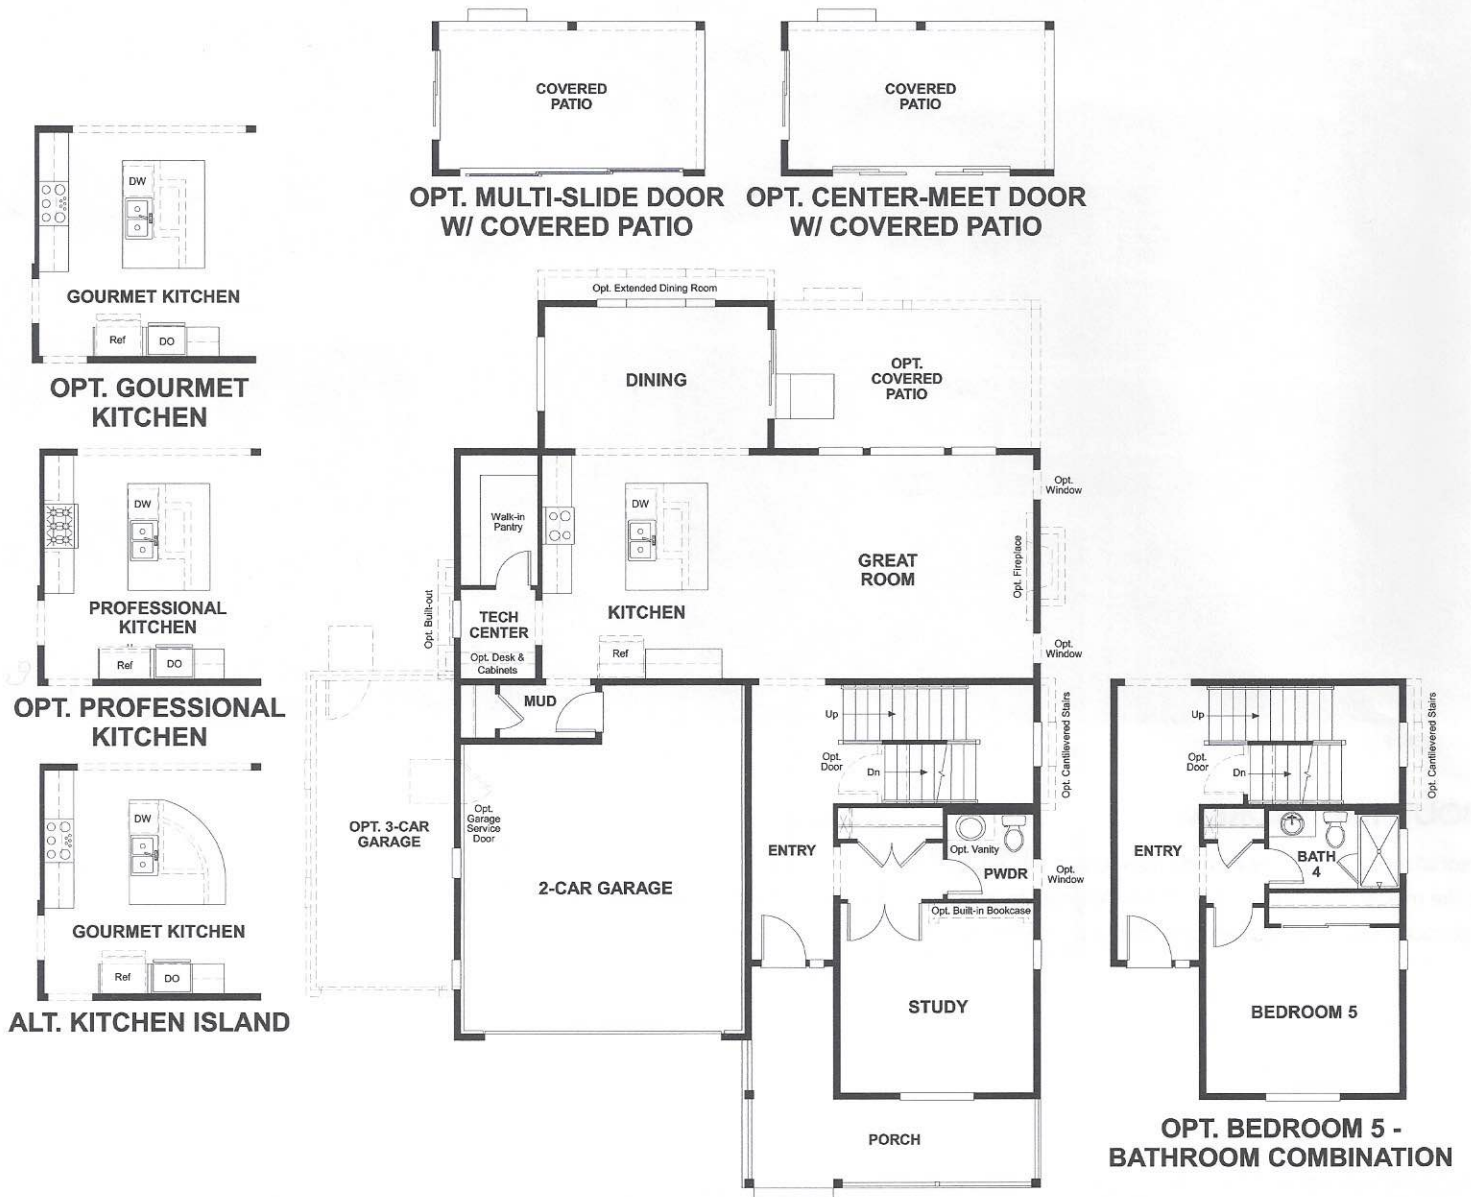 COVERED
PATIO
OPT. MULTI-SLIDE DOOR
W/ COVERED PATIO
COVERED
PATIO
OPT. CENTER-MEET DOOR
W/ COVERED PATIO
DW
GOURMET KITCHEN
Ref
DO
OPT. GOURMET
KITCHEN
DW
PROFESSIONAL
KITCHEN
Ref
DO
OPT. PROFESSIONAL
KITCHEN
DW
GOURMET KITCHEN
Ref
DO
ALT. KITCHEN ISLAND
Opt. Extended Dining Room
DINING
OPT.
COVERED
PATIO
Walk-in
Pantry
DW
Opt.
Window
GREAT
ROOM
Opt. Fireplace
Opt. Built-out
TECH
CENTER
KITCHEN
Opt. Desk &
Cabinets
Ref
Opt.
Window
MUD
Up
Opt.
Door
Dn
Opt. Cantilevered Stairs
OPT. 3-CAR
GARAGE
Opt.
Garage
Service
Door
2-CAR GARAGE
ENTRY
Opt. Vanity
PWDR
Opt.
Window
Opt. Built-in Bookcase
STUDY
PORCH
Up
Opt.
Door
Dn
Opt. Cantilevered Stairs
ENTRY
BATH
4
BEDROOM 5
OPT. BEDROOM 5 -
BATHROOM COMBINATION